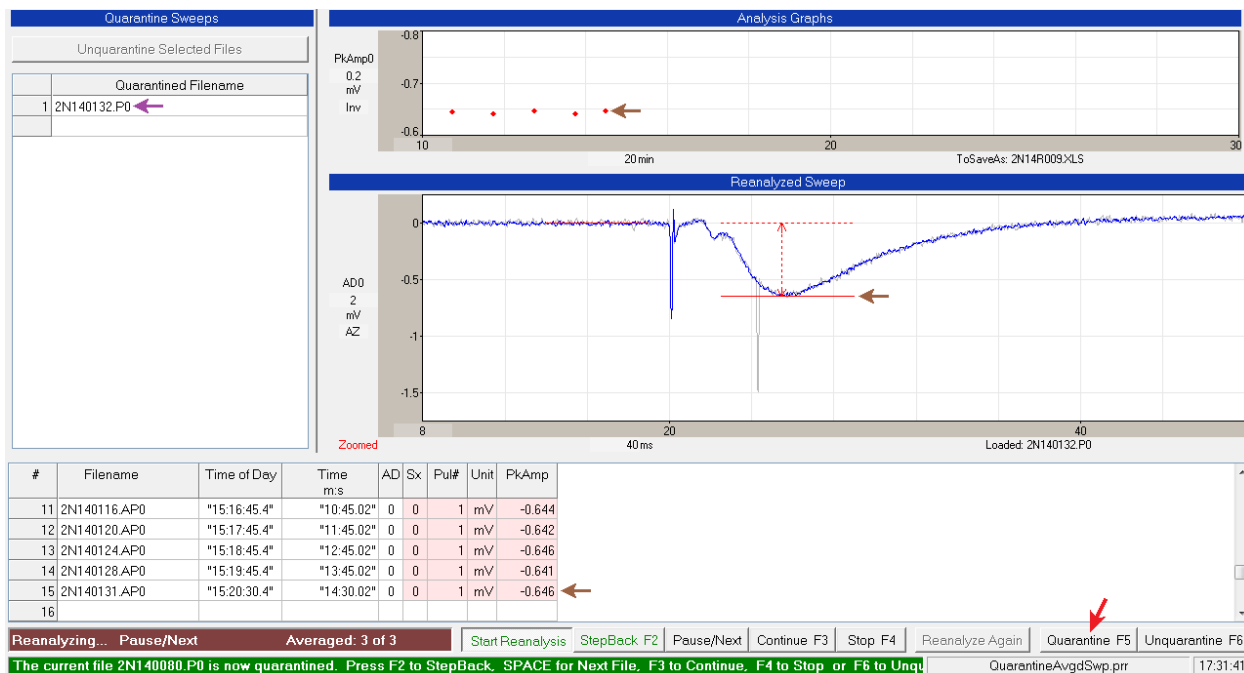 Quarantine Sweeps
Unquarantine Selected Files
Quarantined Filename
1 2N140132.P0
Analysis Graphs
PkAmp0
0.2
mV
Inv
-0.8
-0.7
-0.6
10 20 30
20 min ToSaveAs: 2N14R009.XLS
Reanalyzed Sweep
AD0
2
mV
AZ
0
-0.5
-1
-1.5
8 20 40
Zoomed 40 ms Loaded: 2N140132.P0
# Filename Time of Day Time m:s AD Sx Pul# Unit PkAmp
11 2N140116.AP0 "15:16:45.4" "10:45.02" 0 0 1 mV -0.644
12 2N140120.AP0 "15:17:45.4" "11:45.02" 0 0 1 mV -0.642
13 2N140124.AP0 "15:18:45.4" "12:45.02" 0 0 1 mV -0.646
14 2N140128.AP0 "15:19:45.4" "13:45.02" 0 0 1 mV -0.641
15 2N140131.AP0 "15:20:30.4" "14:30.02" 0 0 1 mV -0.646
16
Reanalyzing... Pause/Next Averaged: 3 of 3 Start Reanalysis StepBack F2 Pause/Next Continue F3 Stop F4 Reanalyze Again Quarantine F5 Unquarantine F6
The current file 2N140080.P0 is now quarantined. Press F2 to StepBack, SPACE for Next File, F3 to Continue, F4 to Stop or F6 to Unqu QuarantineAvgdSwp.prr 17:31:41